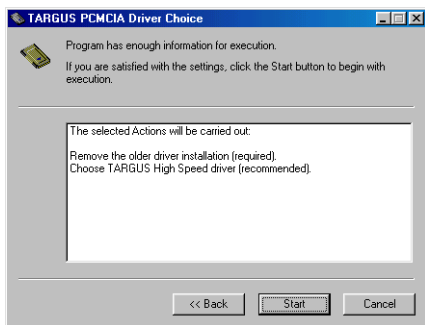 TARGUS PCMCIA Driver Choice
Program has enough information for execution.
If you are satisfied with the settings, click the Start button to begin with
execution.
The selected Actions will be carried out:
Remove the older driver installation (required).
Choose TARGUS High Speed driver (recommended).
<< Back
Start
Cancel